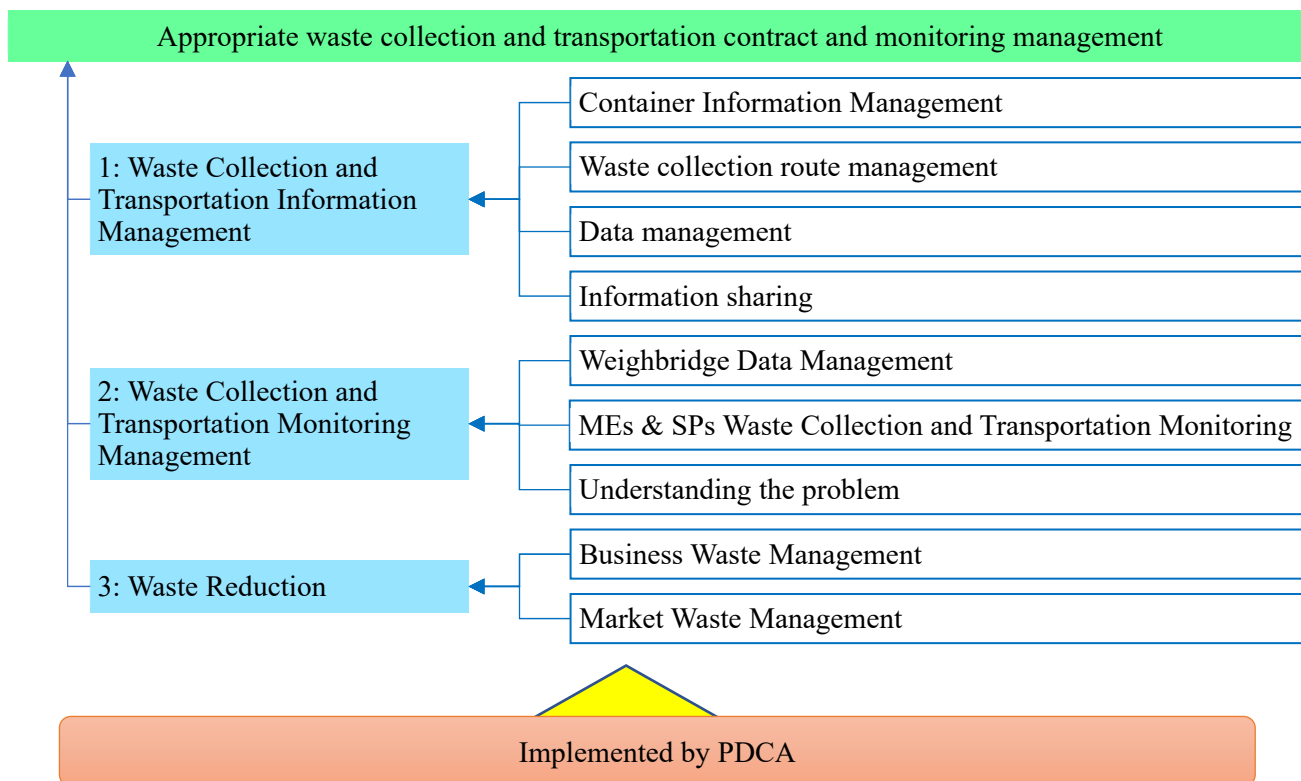 Appropriate waste collection and transportation contract and monitoring management
1: Waste Collection and
Transportation Information
Management
Container Information Management
Waste collection route management
Data management
Information sharing
2: Waste Collection and
Transportation Monitoring
Management
Weighbridge Data Management
MEs & SPs Waste Collection and Transportation Monitoring
Understanding the problem
3: Waste Reduction
Business Waste Management
Market Waste Management
Implemented by PDCA